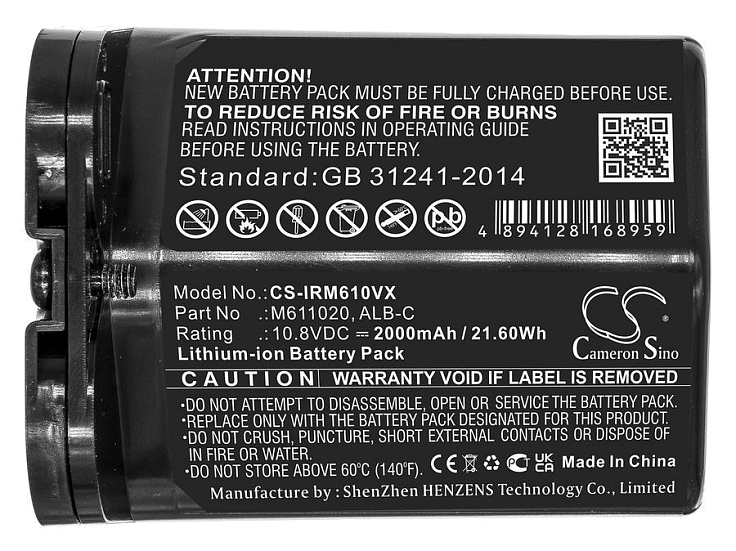 ATTENTION!
NEW BATTERY PACK MUST BE FULLY CHARGED BEFORE USE.
TO REDUCE RISK OF FIRE OR BURNS
READ INSTRUCTIONS IN OPERATING GUIDE
BEFORE USING THE BATTERY.
Standard:GB 31241-2014
pb
pb-free
4 894128 168959
Model No.:CS-IRM610VX
Part No .:M611020, ALB-C
Rating .:10.8VDC ⎓ 2000mAh / 21.60Wh
Lithium-ion Battery Pack
CS
Cameron Sino
CAUTION WARRANTY VOID IF LABEL IS REMOVED
•DO NOT ATTEMPT TO DISASSEMBLE, OPEN OR SERVICE THE BATTERY PACK.
•REPLACE ONLY WITH THE BATTERY PACK DESIGNATED FOR THIS PRODUCT.
•DO NOT CRUSH, PUNCTURE, SHORT EXTERNAL CONTACTS OR DISPOSE OF
IN FIRE OR WATER.
•DO NOT STORE ABOVE 60°C (140°F). CE UK CA Made In China
Manufacture by : ShenZhen HENZENS Technology Co., Limited